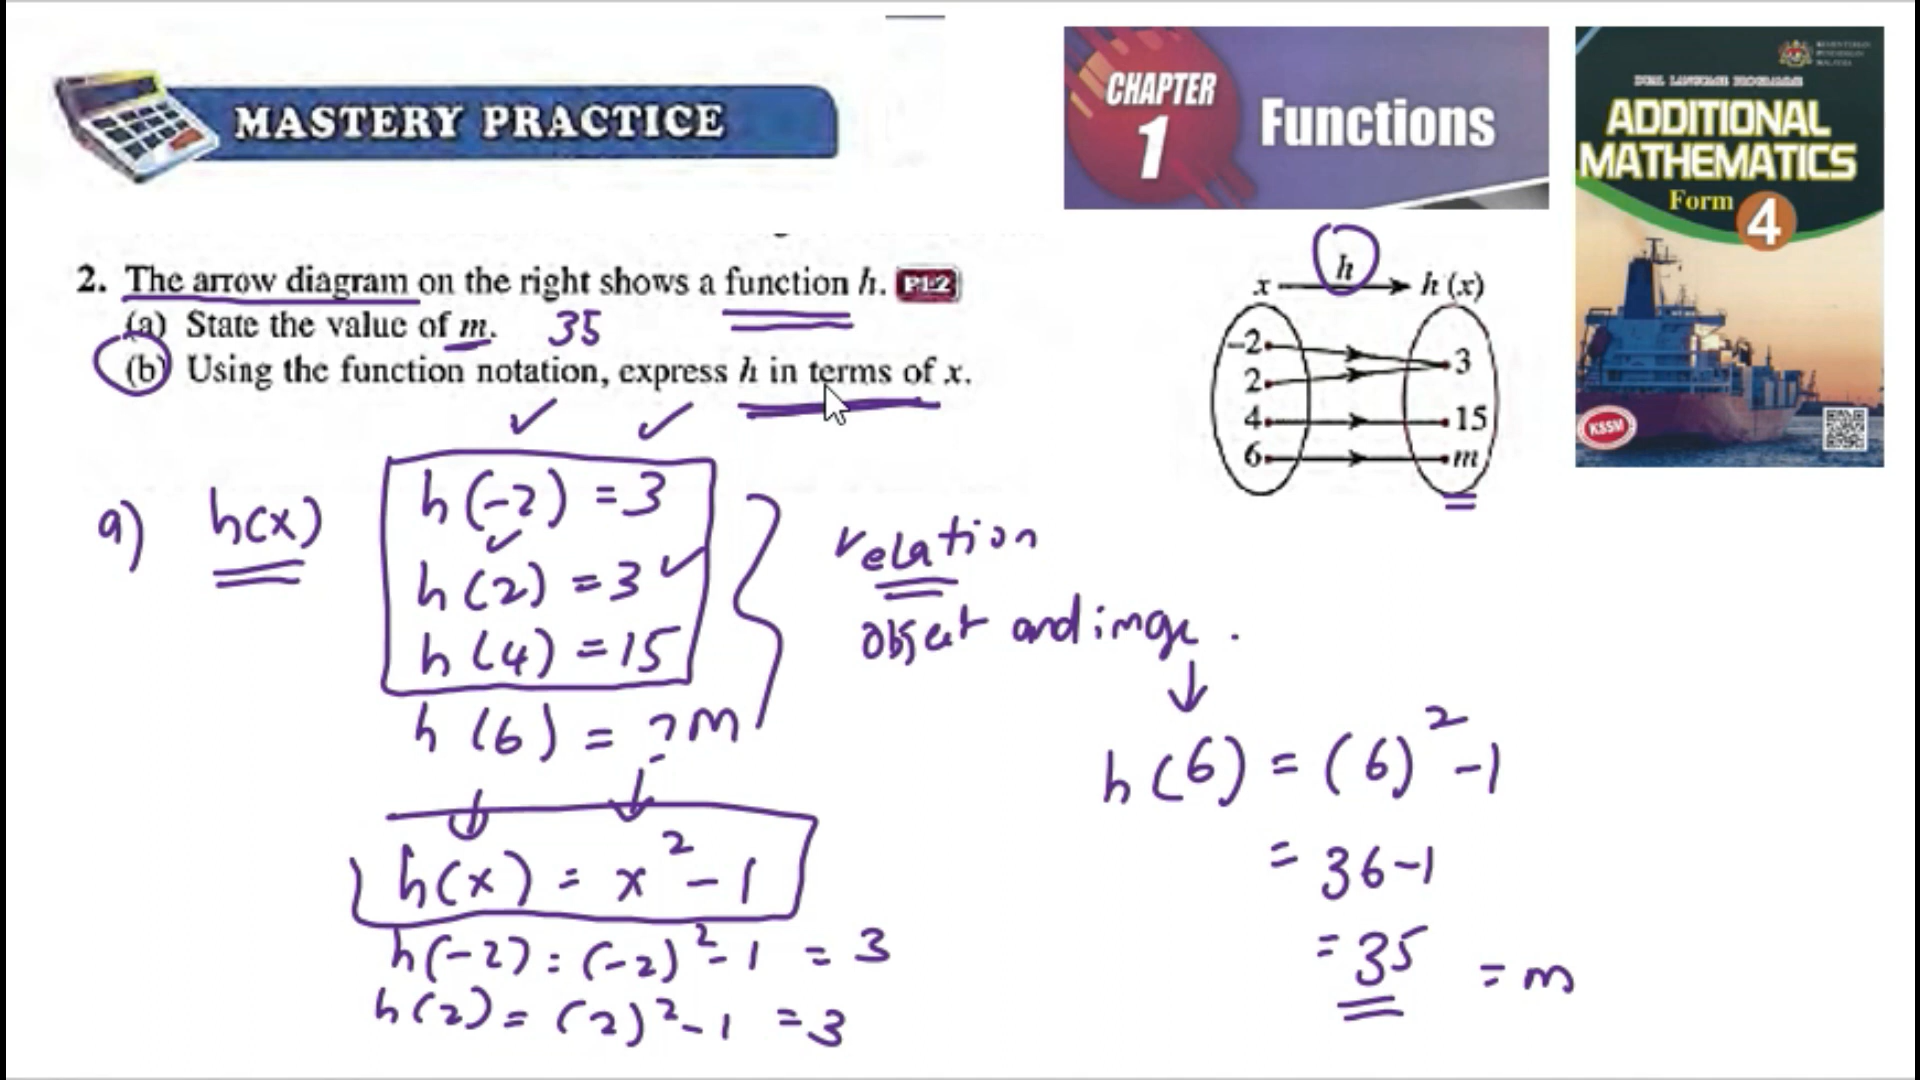 MASTERY PRACTICE
CHAPTER
1
Functions
DUAL LANGUAGE PROGRAMME
ADDITIONAL
MATHEMATICS
Form 4
KSSM
2. The arrow diagram on the right shows a function h. PL2
(a) State the value of m. 35
(b) Using the function notation, express h in terms of x.
x h h (x)
–2
2
4
6
3
15
m
a) h(x)
h(-2) = 3
h(2) = 3
h(4) = 15
h(6) = ? m
relation
object and image .
h(x) = x² - 1
h(-2) = (-2)² - 1 = 3
h(2) = (2)² - 1 = 3
h(6) = (6)² - 1
= 36 - 1
= 35 = m